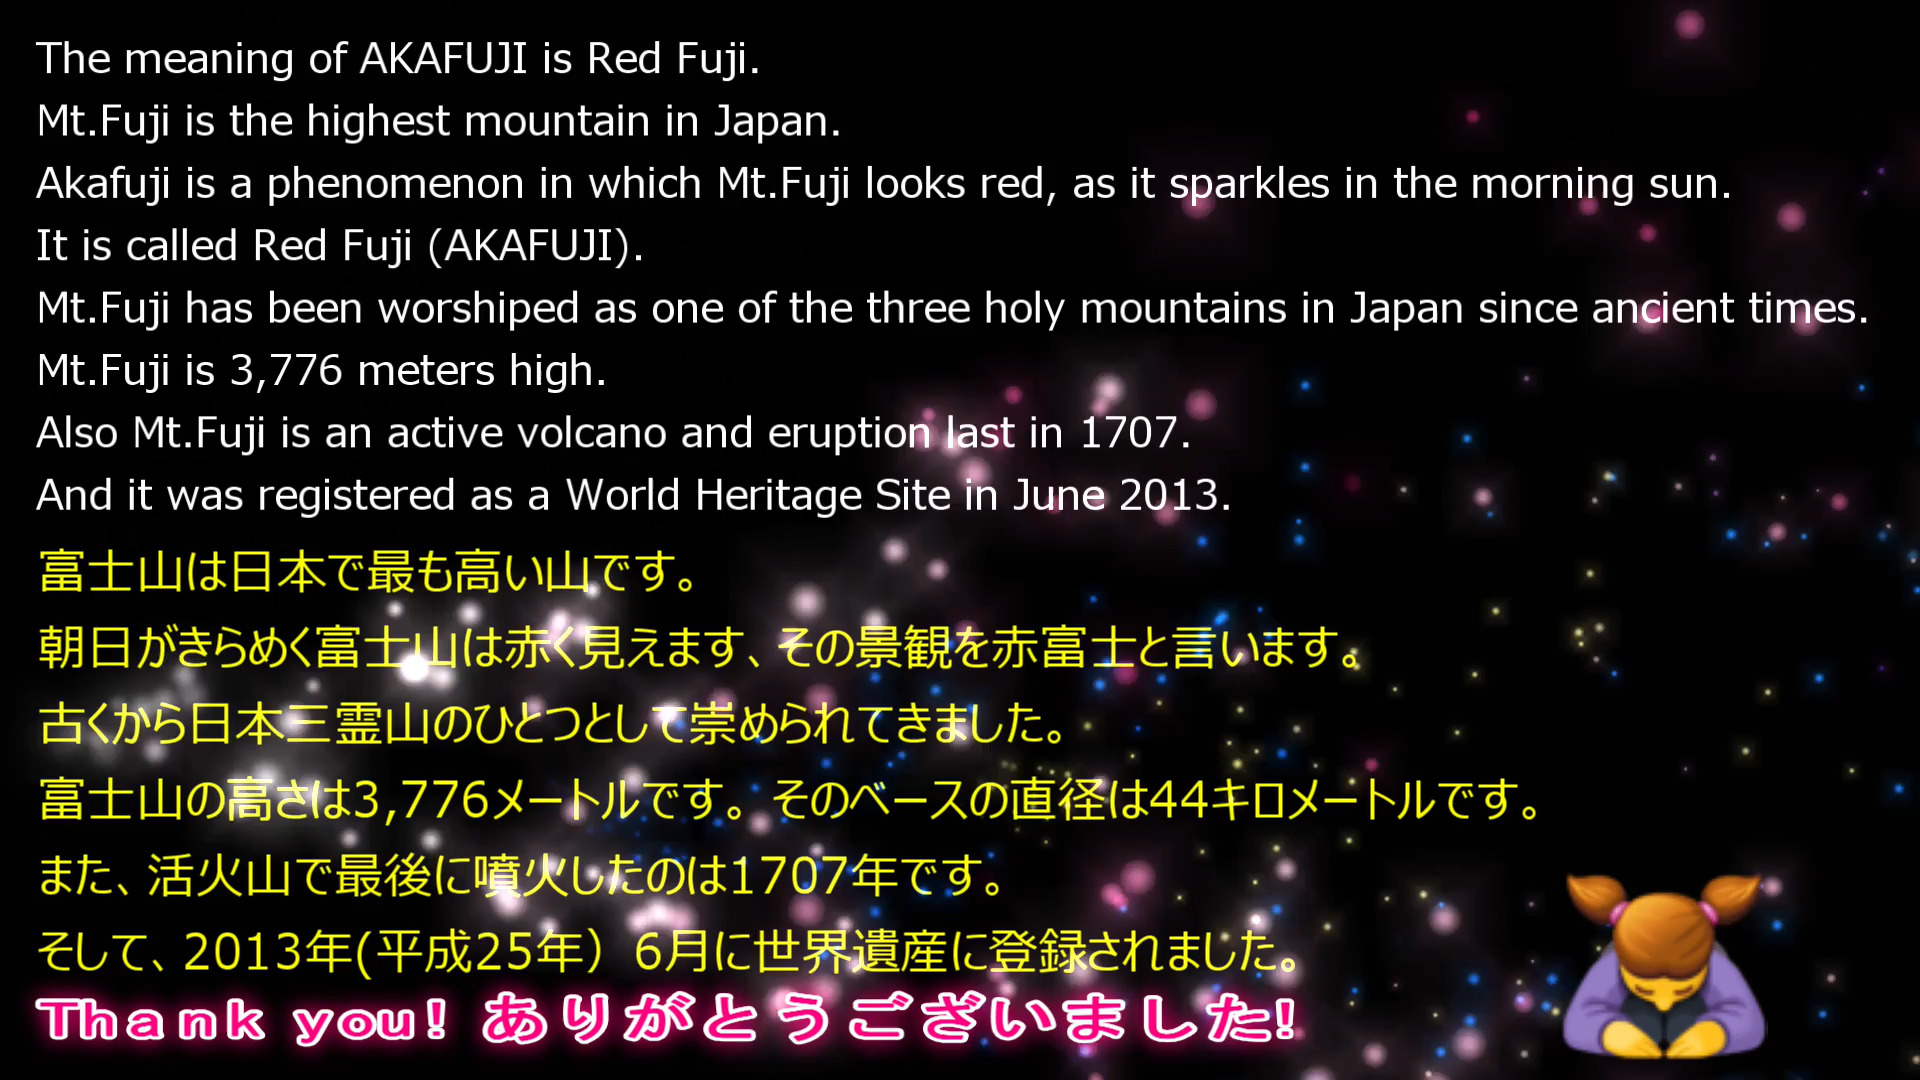 The meaning of AKAFUJI is Red Fuji.
Mt.Fuji is the highest mountain in Japan.
Akafuji is a phenomenon in which Mt.Fuji looks red, as it sparkles in the morning sun.
It is called Red Fuji (AKAFUJI).
Mt.Fuji has been worshiped as one of the three holy mountains in Japan since ancient times.
Mt.Fuji is 3,776 meters high.
Also Mt.Fuji is an active volcano and eruption last in 1707.
And it was registered as a World Heritage Site in June 2013.
富士山は日本で最も高い山です。
朝日がきらめく富士山は赤く見えます、その景観を赤富士と言います。
古くから日本三霊山のひとつとして崇められてきました。
富士山の高さは3,776メートルです。そのベースの直径は44キロメートルです。
また、活火山で最後に噴火したのは1707年です。
そして、2013年(平成25年）6月に世界遺産に登録されました。
Thank you! ありがとうございました!